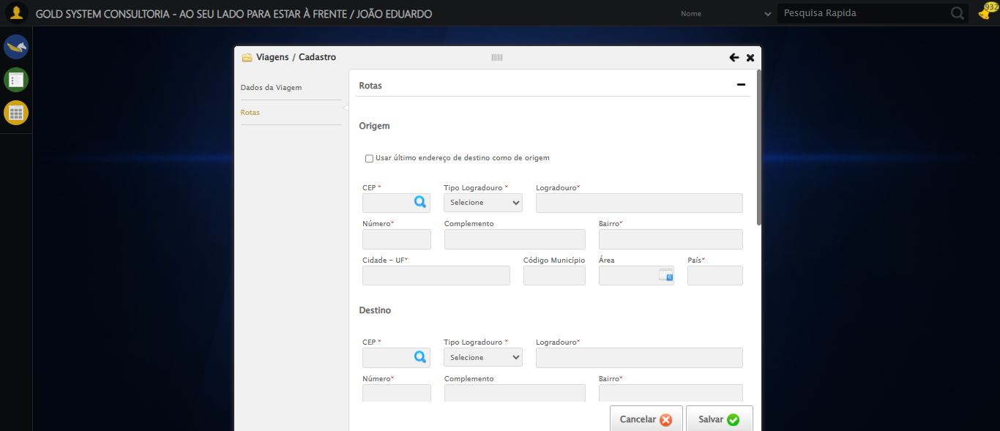 GOLD SYSTEM CONSULTORIA - AO SEU LADO PARA ESTAR À FRENTE / JOÃO EDUARDO
Nome
Pesquisa Rapida
932
Viagens / Cadastro
Dados da Viagem
Rotas
Rotas
Origem
Usar último endereço de destino como de origem
CEP * Tipo Logradouro * Logradouro*
Selecione
Número* Complemento Bairro*
Cidade - UF* Código Município Área País*
Destino
CEP * Tipo Logradouro * Logradouro*
Selecione
Número* Complemento Bairro*
Cancelar Salvar